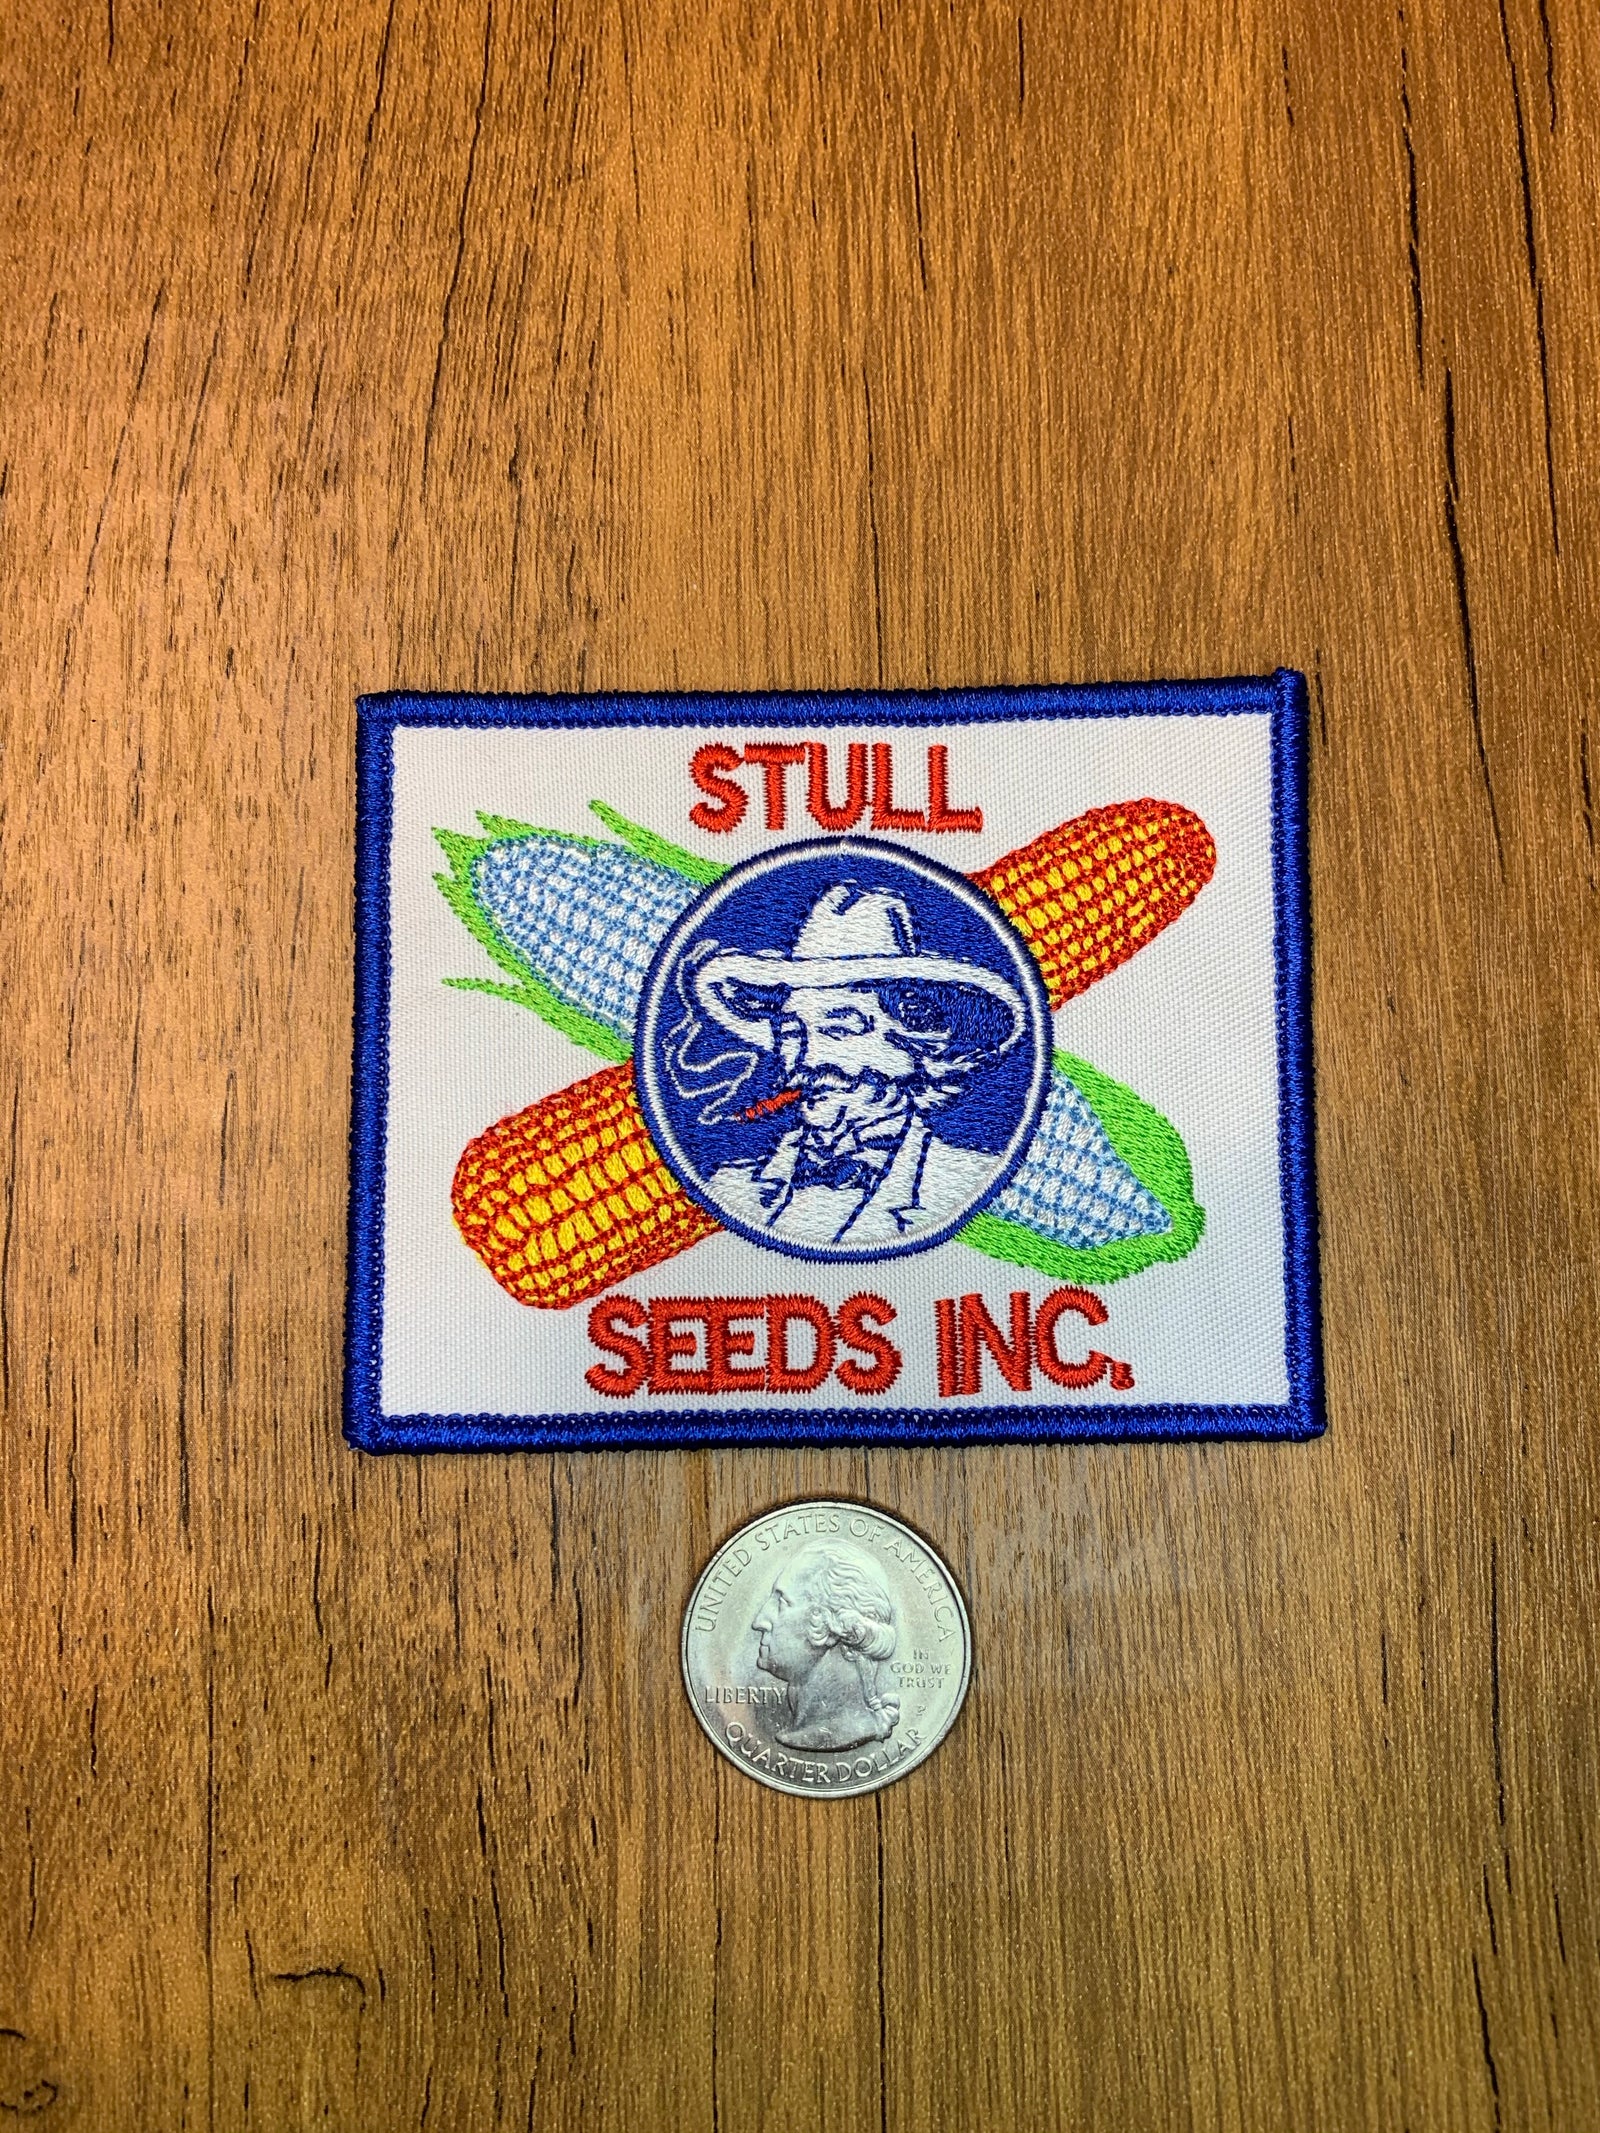 STULL
SEEDS INC.
UNITED STATES OF AMERICA
IN
GOD WE
TRUST
LIBERTY
P
QUARTER DOLLAR